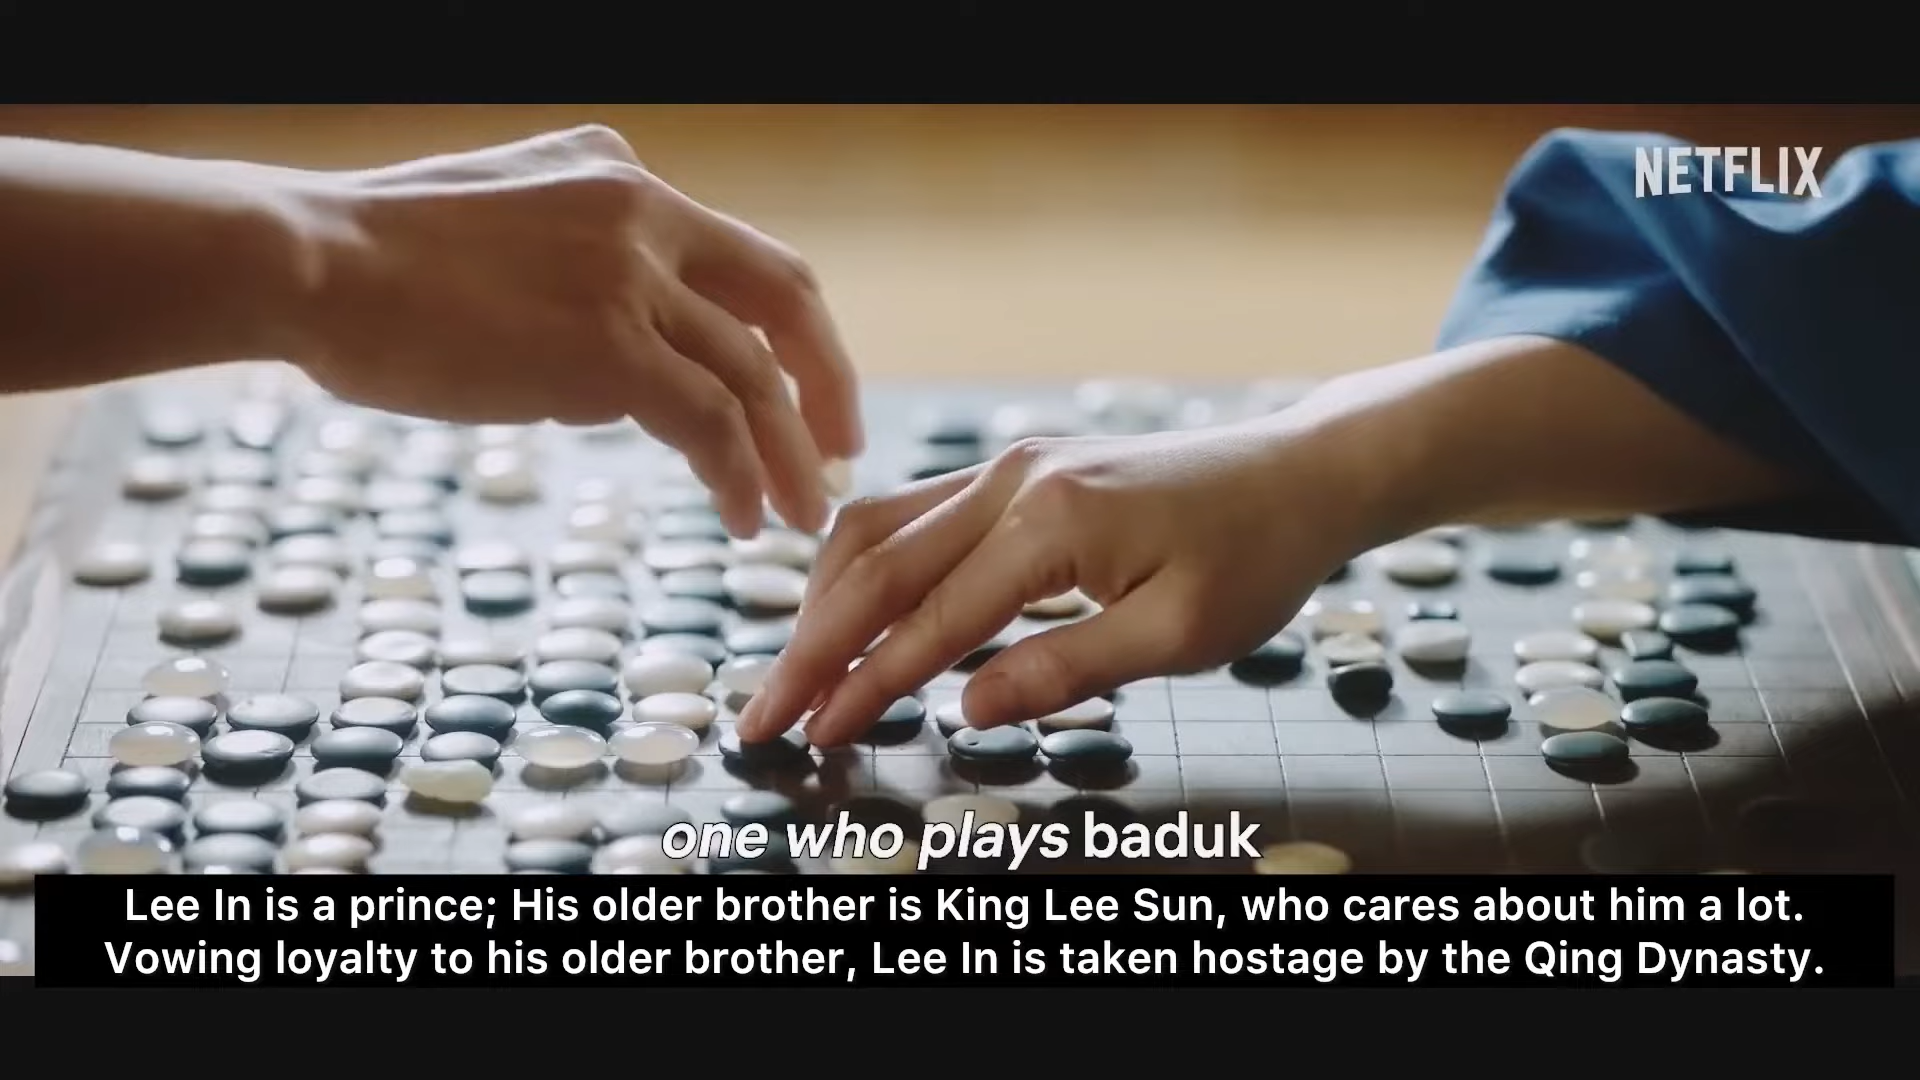 NETFLIX
one who plays baduk
Lee In is a prince; His older brother is King Lee Sun, who cares about him a lot.
Vowing loyalty to his older brother, Lee In is taken hostage by the Qing Dynasty.